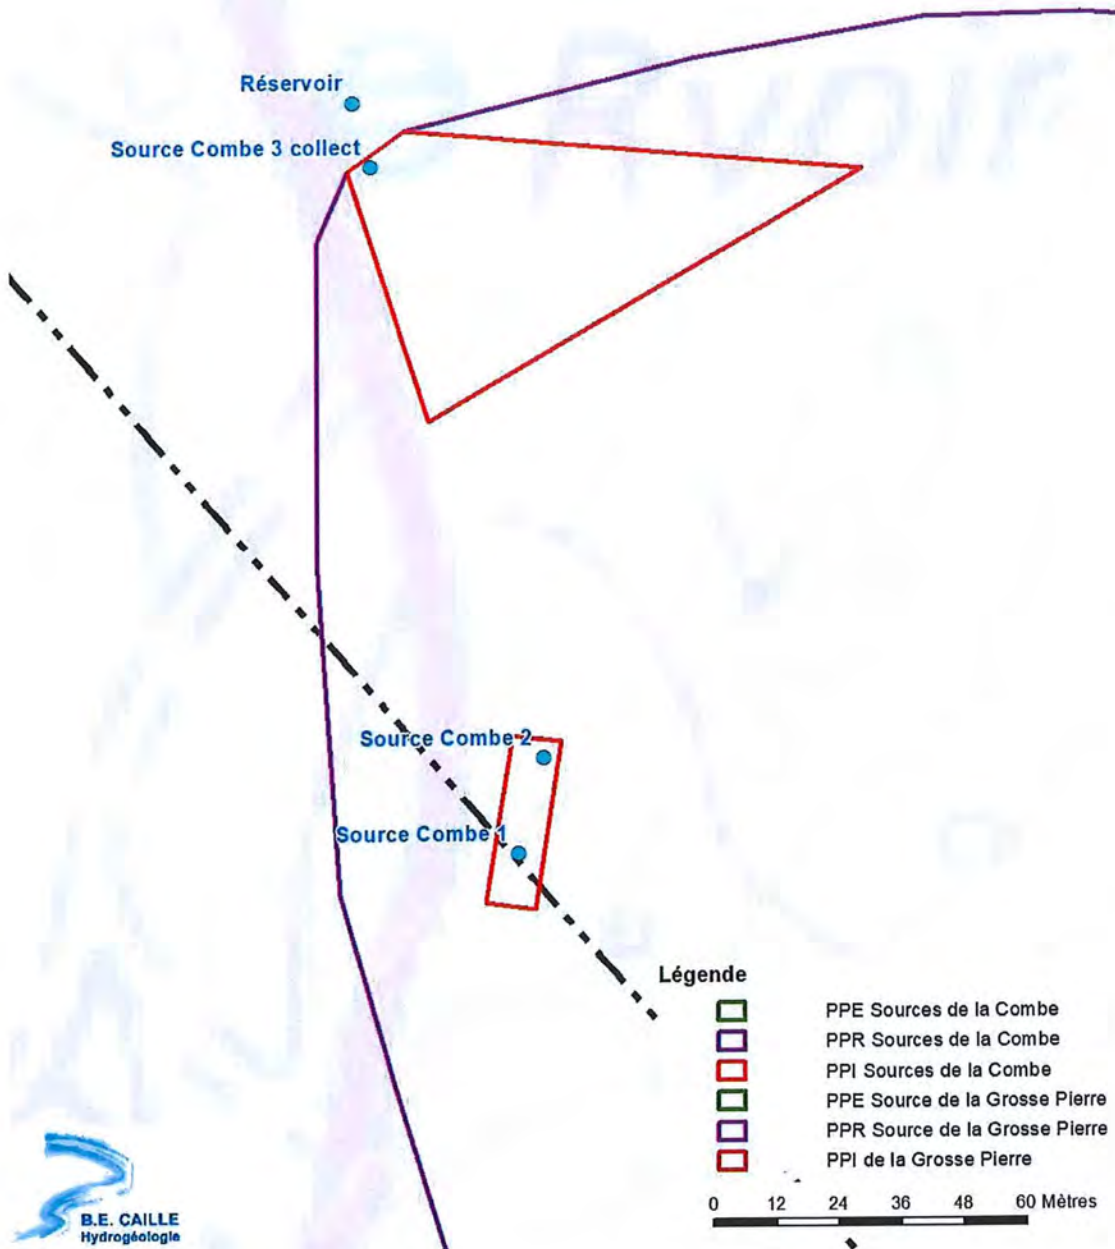 Rvoir
Réservoir
Source Combe 3 collect
Source Combe 2
Source Combe 1
Légende
PPE Sources de la Combe
PPR Sources de la Combe
PPI Sources de la Combe
PPE Source de la Grosse Pierre
PPR Source de la Grosse Pierre
PPI de la Grosse Pierre
0 12 24 36 48 60 Mètres
B.E. CAILLE
Hydrogéologie